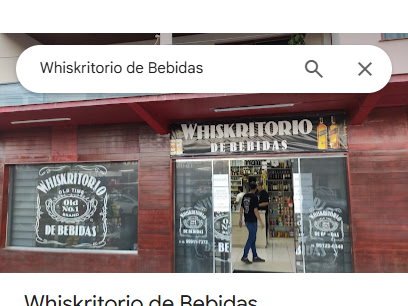 Whiskritorio de Bebidas
WHISKRITORIO
DE BEBIDAS
WHISKRITORIO
OLD TIME
Old
No.1
BRAND
DE BEBIDAS
Whiskritorio de Bebidas